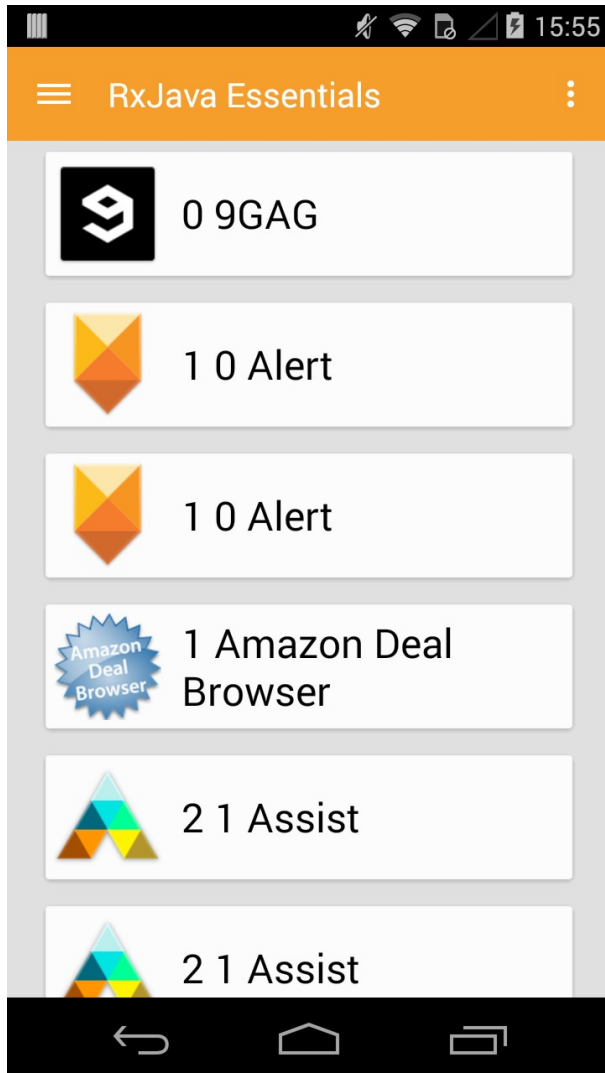 15:55
RxJava Essentials
9
0 9GAG
1 0 Alert
1 0 Alert
Amazon
Deal
Browser
1 Amazon Deal
Browser
2 1 Assist
2 1 Assist